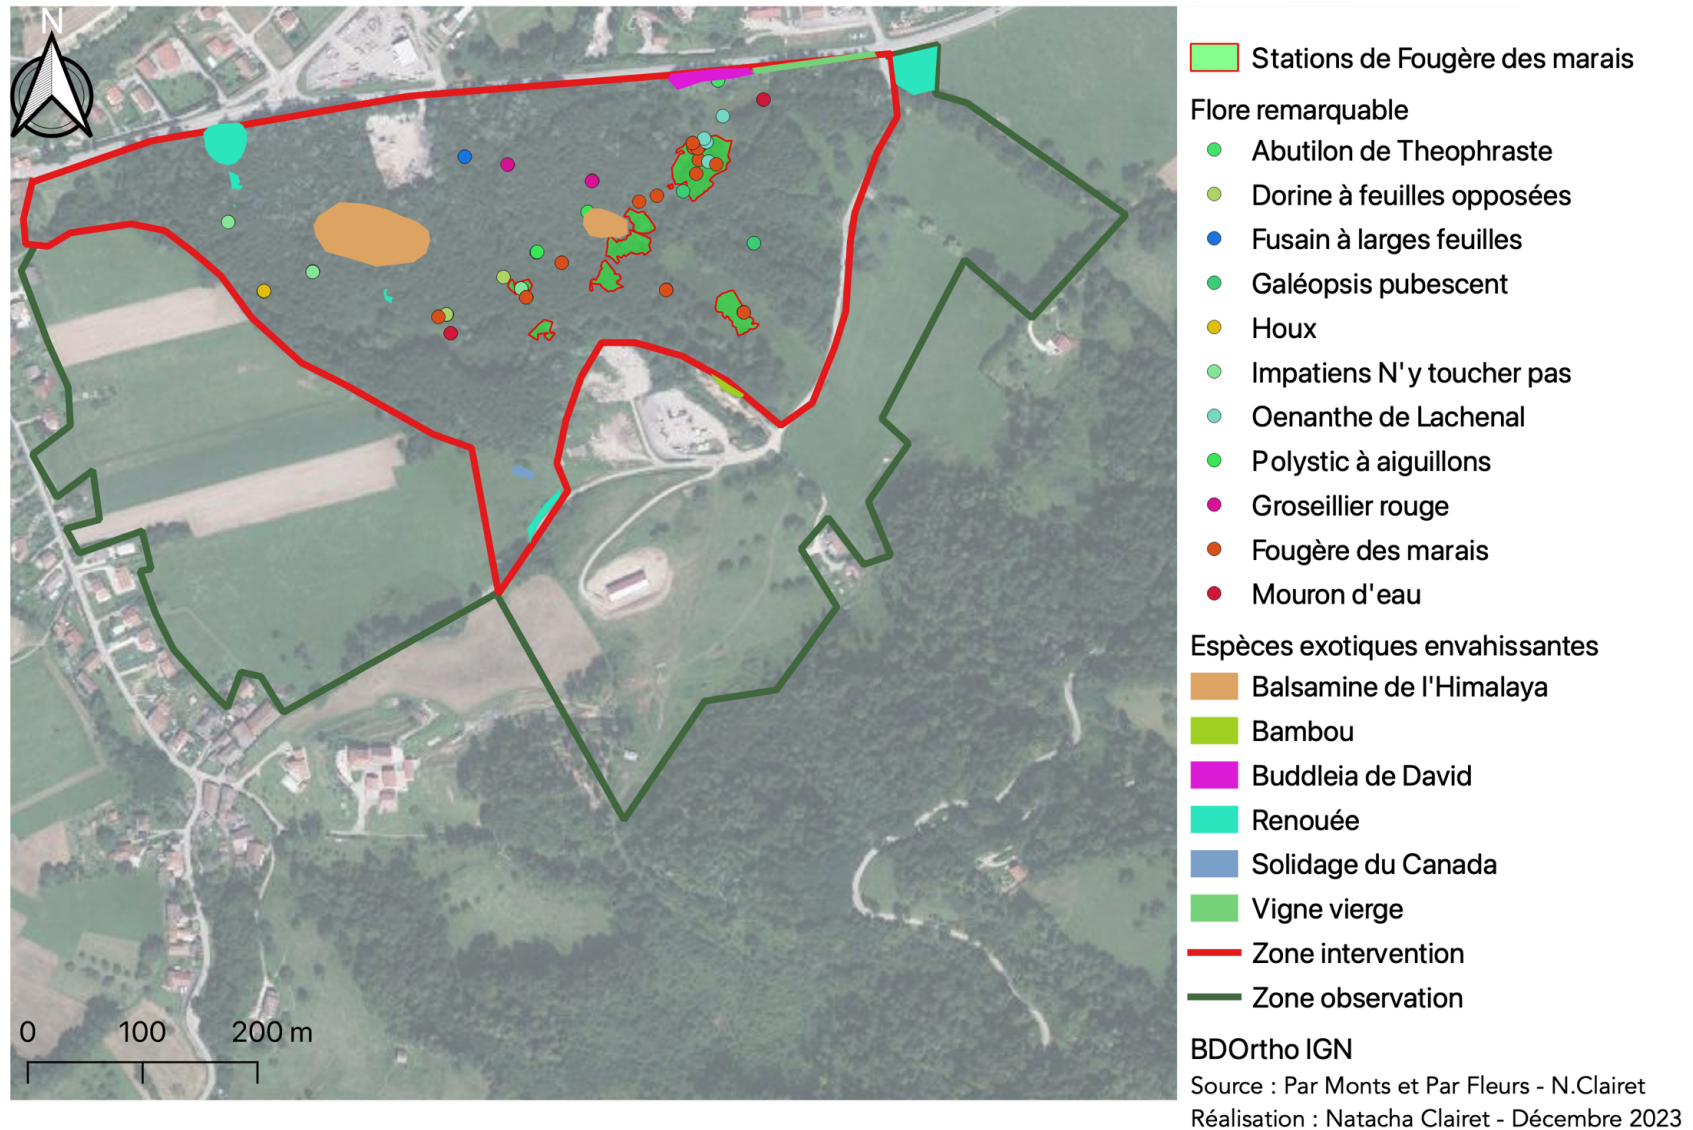 N
Stations de Fougère des marais
Flore remarquable
Abutilon de Theophraste
Dorine à feuilles opposées
Fusain à larges feuilles
Galéopsis pubescent
Houx
Impatiens N'y toucher pas
Oenanthe de Lachenal
Polystic à aiguillons
Groseillier rouge
Fougère des marais
Mouron d'eau
Espèces exotiques envahissantes
Balsamine de l'Himalaya
Bambou
Buddleia de David
Renouée
Solidage du Canada
Vigne vierge
Zone intervention
Zone observation
BDOrtho IGN
Source : Par Monts et Par Fleurs - N.Clairet
Réalisation : Natacha Clairet - Décembre 2023
0 100 200 m